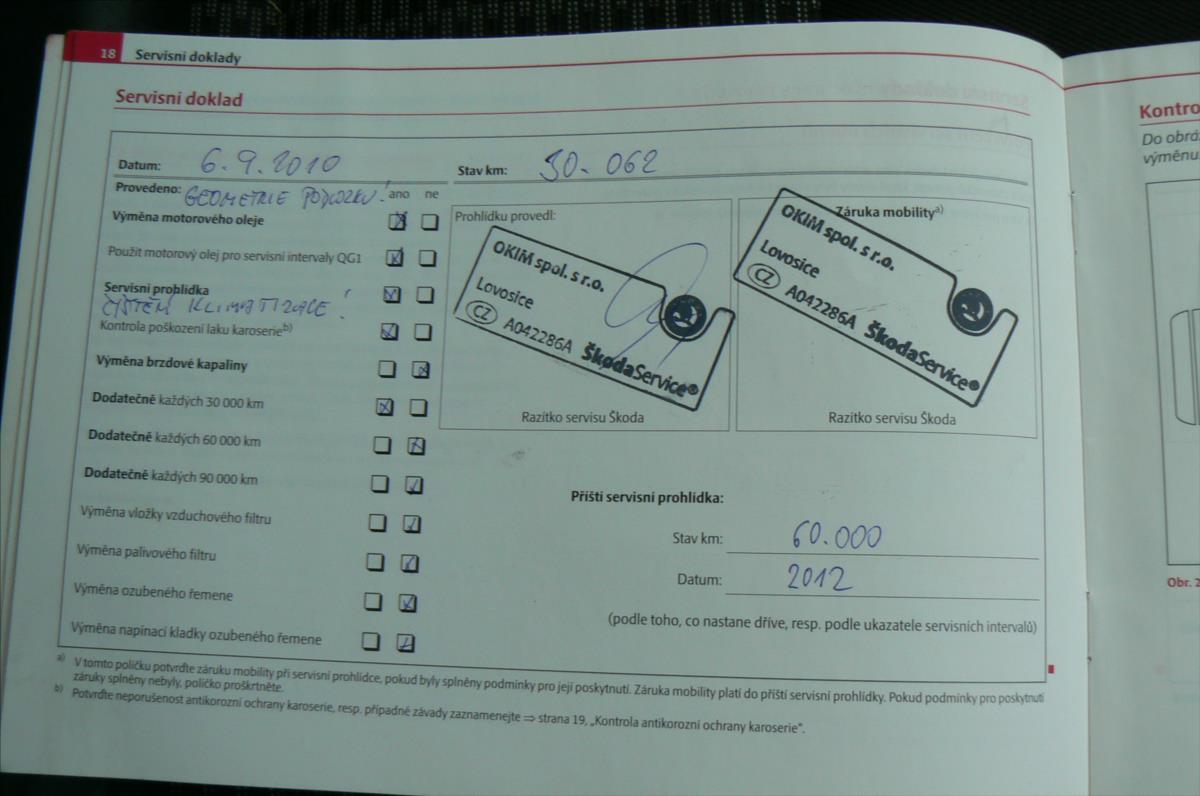 18 Servisní doklady
Servisní doklad
Datum: 6.9.2010
Stav km: 30.062
Provedeno: GEOMETRIE PODVOZKU! ano ne
Výměna motorového oleje
Použit motorový olej pro servisní intervaly QG1
Servisní prohlídka
ČIŠTĚNÍ KLIMATIZACE!
Kontrola poškození laku karoserieb)
Výměna brzdové kapaliny
Dodatečně každých 30 000 km
Dodatečně každých 60 000 km
Dodatečně každých 90 000 km
Výměna vložky vzduchového filtru
Výměna palivového filtru
Výměna ozubeného řemene
Výměna napínací kladky ozubeného řemene
Prohlídku provedl:
OKIM spol. s r.o.
Lovosice
CZ A042286A ŠkodaService®
Razítko servisu Škoda
Záruka mobilitya)
OKIM spol. s r.o.
Lovosice
CZ A042286A ŠkodaService®
Razítko servisu Škoda
Příští servisní prohlídka:
Stav km: 60.000
Datum: 2012
(podle toho, co nastane dříve, resp. podle ukazatele servisních intervalů)
a) V tomto políčku potvrďte záruku mobility při servisní prohlídce, pokud byly splněny podmínky pro její poskytnutí. Záruka mobility platí do příští servisní prohlídky. Pokud podmínky pro poskytnutí
záruky splněny nebyly, políčko proškrtněte.
b) Potvrďte neporušenost antikorozní ochrany karoserie, resp. případné závady zaznamenejte ⇒ strana 19, „Kontrola antikorozní ochrany karoserie“.
Kontro
Do obrá
výměnu
Obr. 2